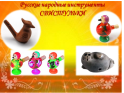 Русские народные инструменты
СВИСТУЛЬКИ